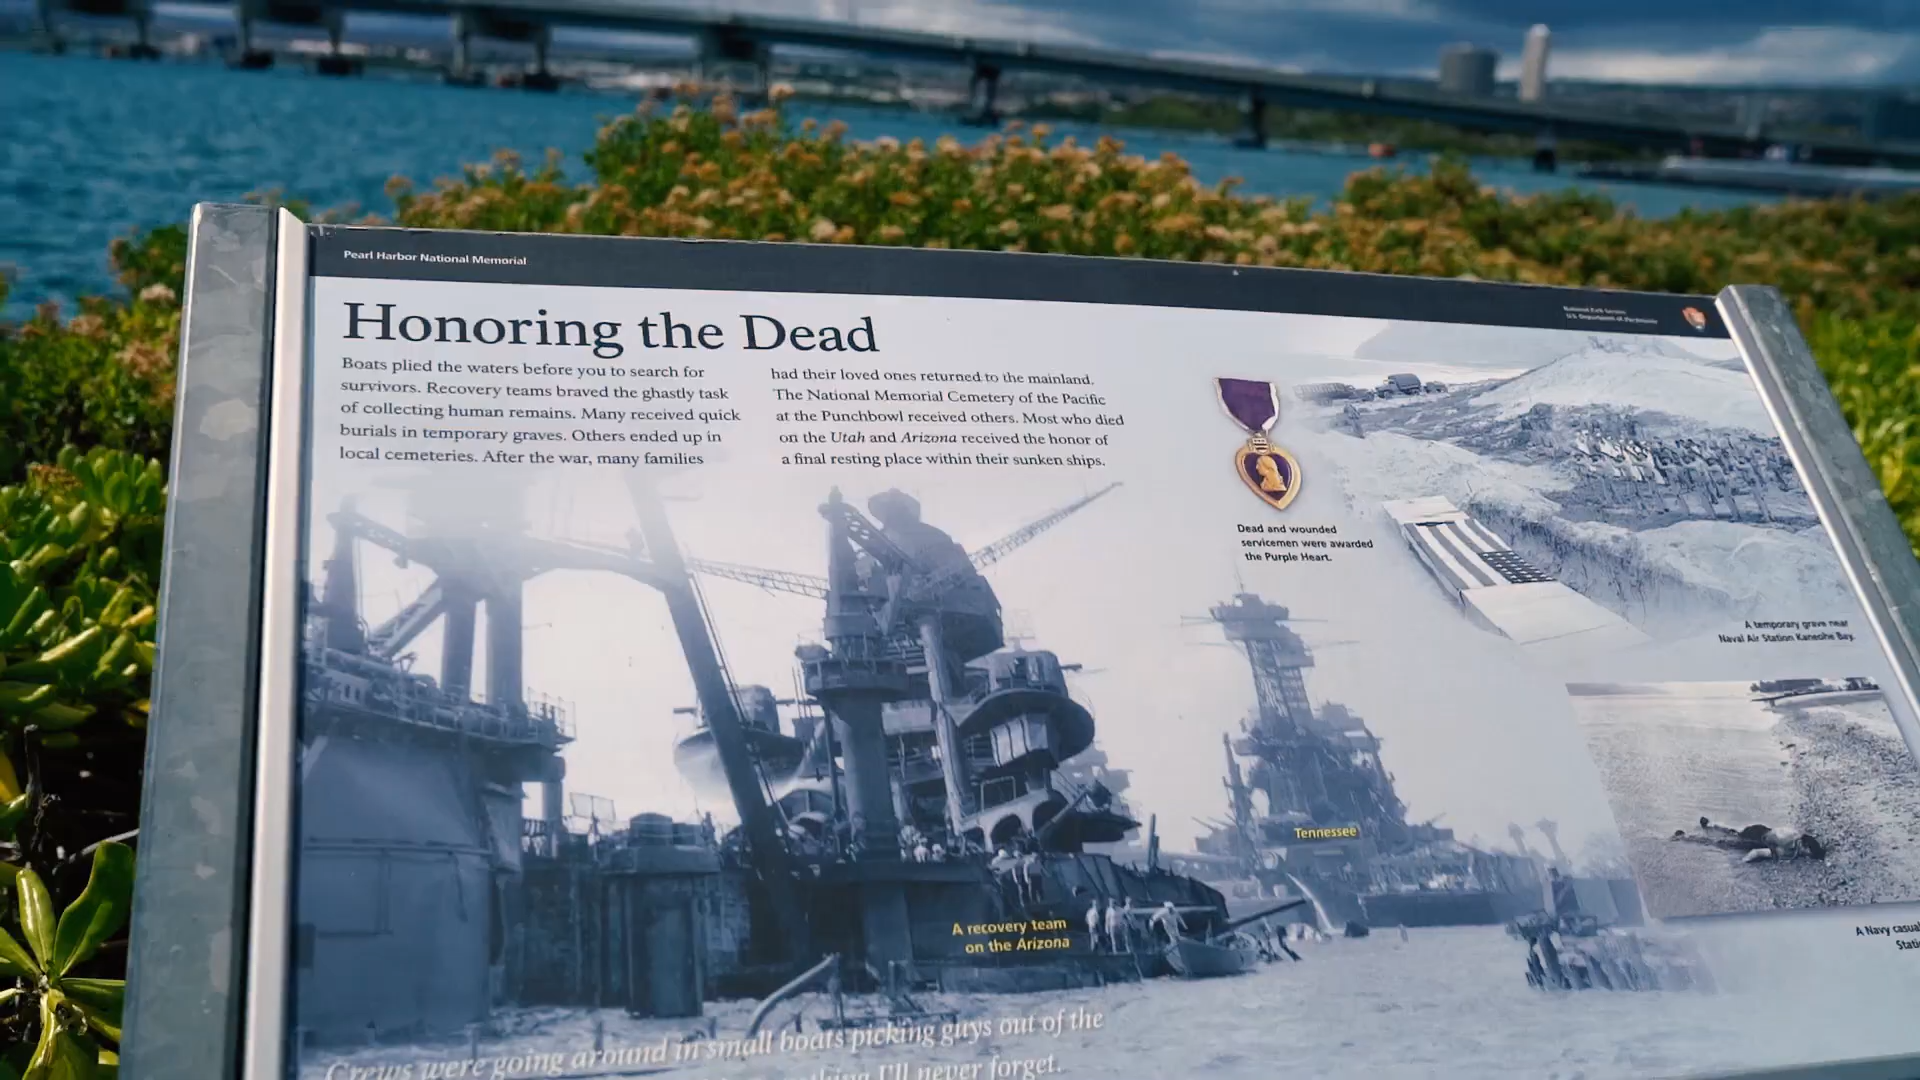 Pearl Harbor National Memorial
National Park Service
U.S. Department of
Honoring the Dead
Boats plied the waters before you to search for
survivors. Recovery teams braved the ghastly task
of collecting human remains. Many received quick
burials in temporary graves. Others ended up in
local cemeteries. After the war, many families
had their loved ones returned to the mainland.
The National Memorial Cemetery of the Pacific
at the Punchbowl received others. Most who died
on the Utah and Arizona received the honor of
a final resting place within their sunken ships.
Dead and wounded
servicemen were awarded
the Purple Heart.
A temporary grave near
Naval Air Station Kaneohe Bay.
Tennessee
A recovery team
on the Arizona
A Navy
Crews were going around in small boats picking guys out of the
I'll never forget.